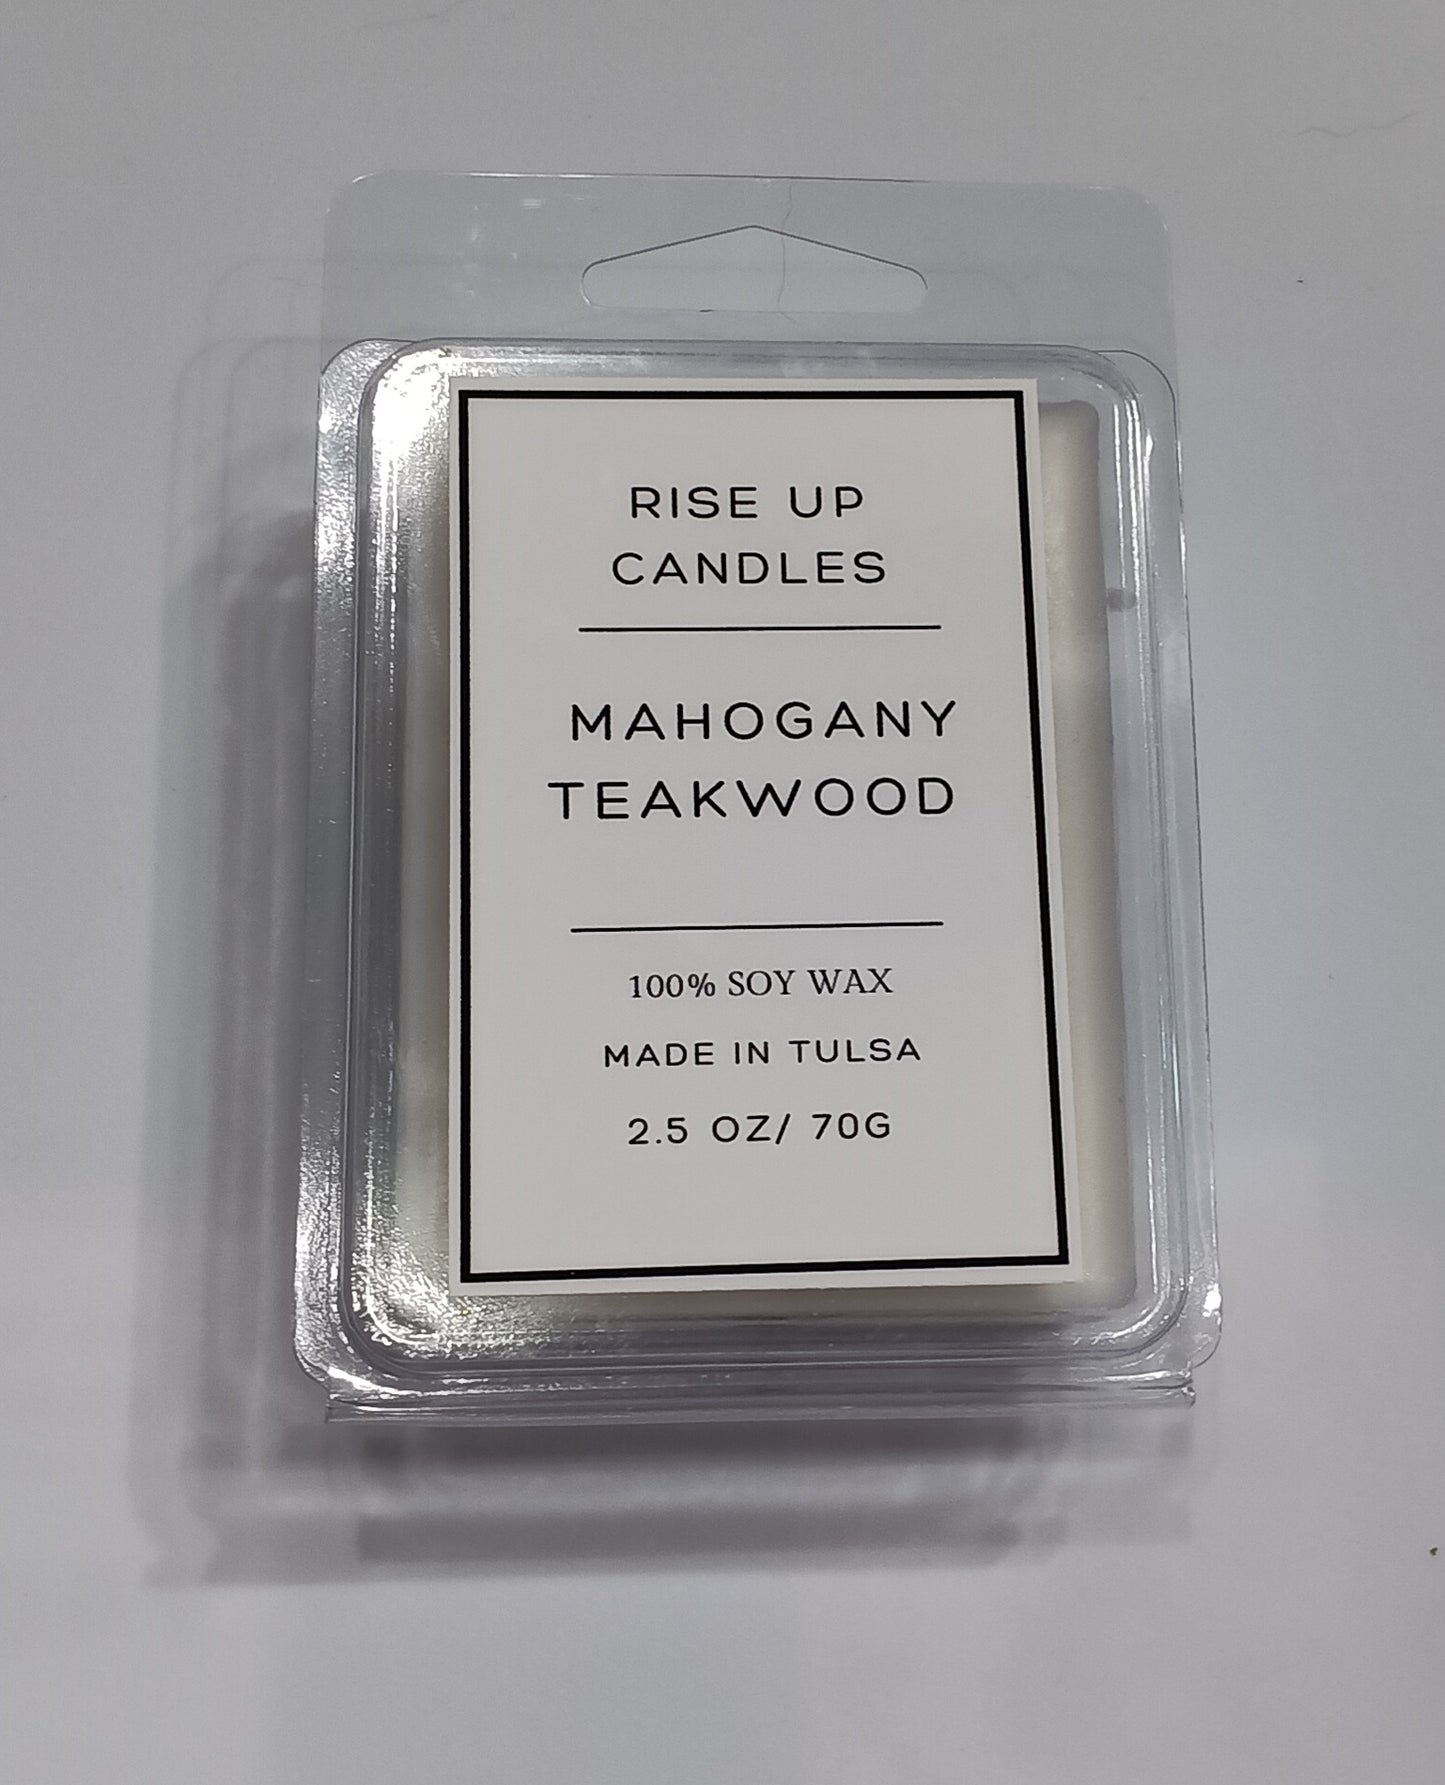 RISE UP
CANDLES
MAHOGANY
TEAKWOOD
100% SOY WAX
MADE IN TULSA
2.5 OZ/ 70G